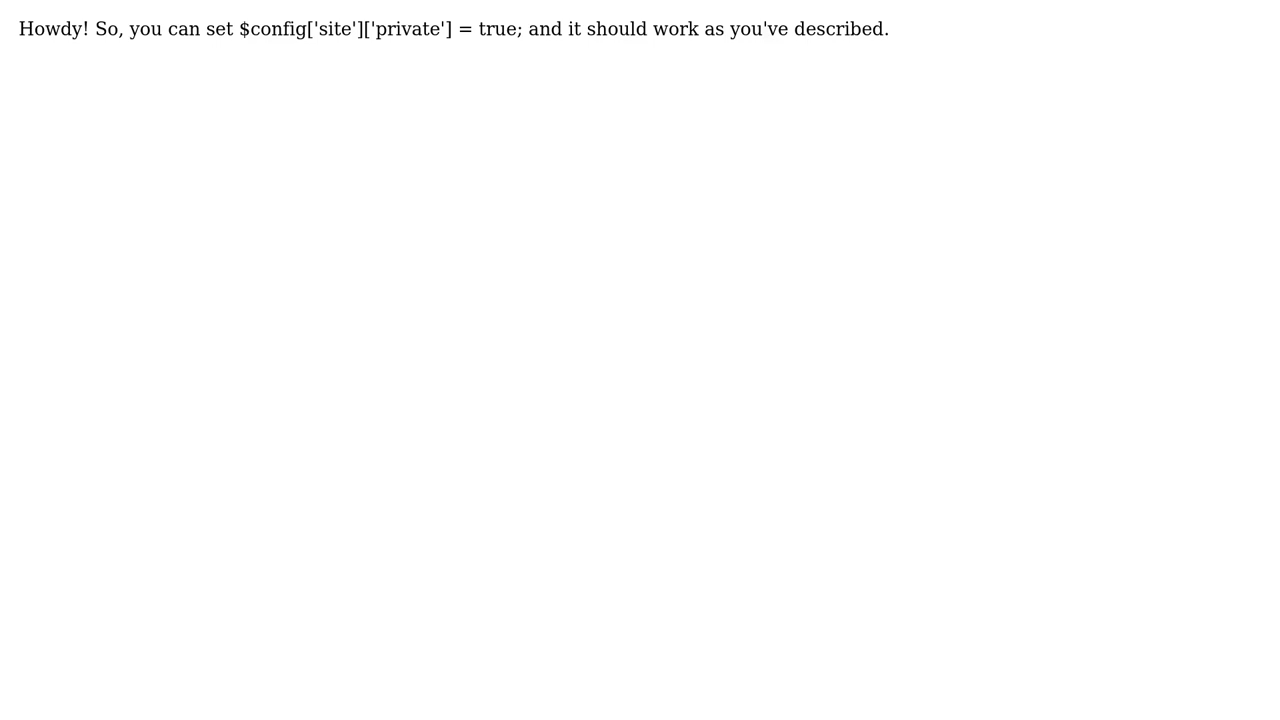 Howdy! So, you can set $config['site']['private'] = true; and it should work as you've described.